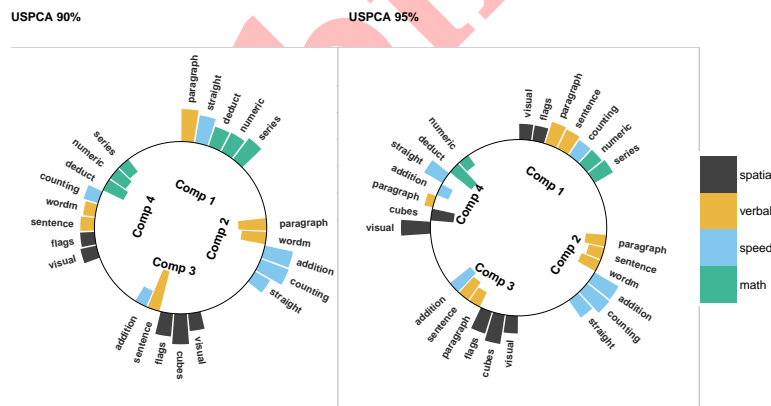 USPCA 90%
paragraph
straight
deduct
numeric
series
Comp 1
paragraph
wordm
addition
counting
straight
Comp 2
visual
cubes
flags
sentence
addition
Comp 3
visual
flags
sentence
wordm
counting
deduct
numeric
series
Comp 4
USPCA 95%
visual
flags
paragraph
sentence
counting
numeric
series
Comp 1
paragraph
sentence
wordm
addition
counting
straight
Comp 2
visual
cubes
flags
paragraph
sentence
addition
Comp 3
visual
cubes
paragraph
addition
straight
deduct
numeric
Comp 4
spatial
verbal
speed
math